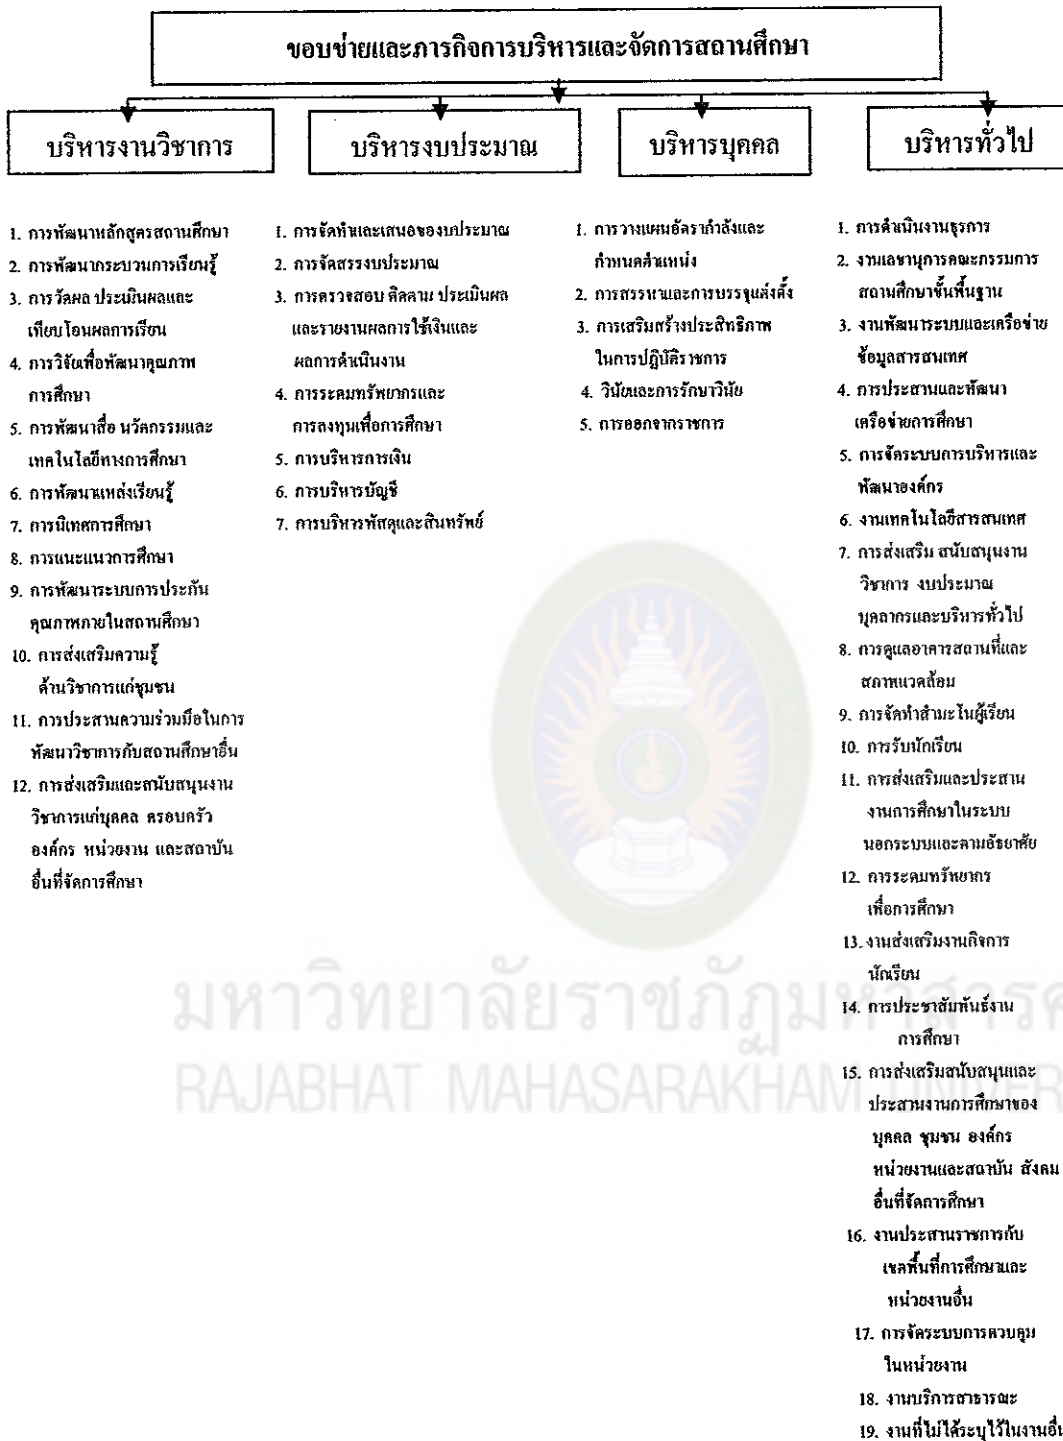 ขอบข่ายและภารกิจการบริหารและจัดการสถานศึกษา
บริหารงานวิชาการ
บริหารงบประมาณ
บริหารบุคคล
บริหารทั่วไป
1. การพัฒนาหลักสูตรสถานศึกษา
2. การพัฒนากระบวนการเรียนรู้
3. การวัดผล ประเมินผลและ
เทียบโอนผลการเรียน
4. การวิจัยเพื่อพัฒนาคุณภาพ
การศึกษา
5. การพัฒนาสื่อ นวัตกรรมและ
เทคโนโลยีทางการศึกษา
6. การพัฒนาแหล่งเรียนรู้
7. การนิเทศการศึกษา
8. การแนะแนวการศึกษา
9. การพัฒนาระบบการประกัน
คุณภาพภายในสถานศึกษา
10. การส่งเสริมความรู้
ด้านวิชาการแก่ชุมชน
11. การประสานความร่วมมือในการ
พัฒนาวิชาการกับสถานศึกษาอื่น
12. การส่งเสริมและสนับสนุนงาน
วิชาการแก่บุคคล ครอบครัว
องค์กร หน่วยงาน และสถาบัน
อื่นที่จัดการศึกษา
1. การจัดทำและเสนอของบประมาณ
2. การจัดสรรงบประมาณ
3. การตรวจสอบ ติดตาม ประเมินผล
และรายงานผลการใช้เงินและ
ผลการดำเนินงาน
4. การระดมทรัพยากรและ
การลงทุนเพื่อการศึกษา
5. การบริหารการเงิน
6. การบริหารบัญชี
7. การบริหารพัสดุและสินทรัพย์
1. การวางแผนอัตรากำลังและ
กำหนดตำแหน่ง
2. การสรรหาและการบรรจุแต่งตั้ง
3. การเสริมสร้างประสิทธิภาพ
ในการปฏิบัติราชการ
4. วินัยและการรักษาวินัย
5. การออกจากราชการ
1. การดำเนินงานธุรการ
2. งานเลขานุการคณะกรรมการ
สถานศึกษาขั้นพื้นฐาน
3. งานพัฒนาระบบและเครือข่าย
ข้อมูลสารสนเทศ
4. การประสานและพัฒนา
เครือข่ายการศึกษา
5. การจัดระบบการบริหารและ
พัฒนาองค์กร
6. งานเทคโนโลยีสารสนเทศ
7. การส่งเสริม สนับสนุนงาน
วิชาการ งบประมาณ
บุคลากรและบริหารทั่วไป
8. การดูแลอาคารสถานที่และ
สภาพแวดล้อม
9. การจัดทำสำมะโนผู้เรียน
10. การรับนักเรียน
11. การส่งเสริมและประสาน
งานการศึกษาในระบบ
นอกระบบและตามอัธยาศัย
12. การระดมทรัพยากร
เพื่อการศึกษา
13. งานส่งเสริมงานกิจการ
นักเรียน
14. การประชาสัมพันธ์งาน
การศึกษา
15. การส่งเสริมสนับสนุนและ
ประสานงานการศึกษาของ
บุคคล ชุมชน องค์กร
หน่วยงานและสถาบัน สังคม
อื่นที่จัดการศึกษา
16. งานประสานราชการกับ
เขตพื้นที่การศึกษาและ
หน่วยงานอื่น
17. การจัดระบบการควบคุม
ในหน่วยงาน
18. งานบริการสาธารณะ
19. งานที่ไม่ได้ระบุไว้ในงานอื่น
มหาวิทยาลัยราชภัฏมหาสารค
RAJABHAT MAHASARAKHAM UNIVER